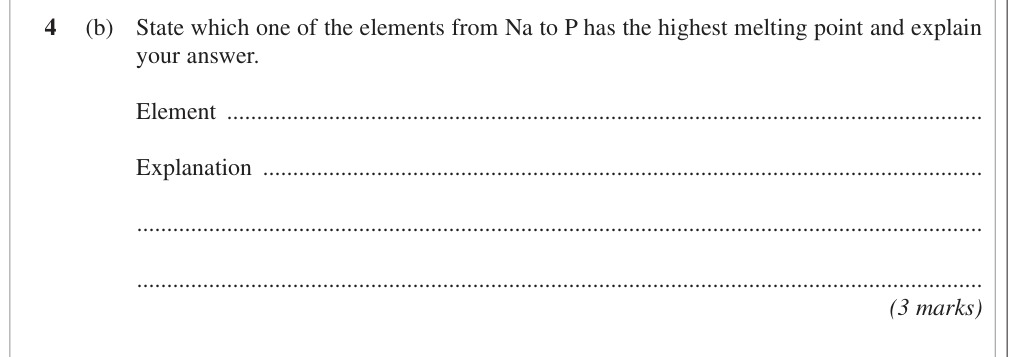 4 (b) State which one of the elements from Na to P has the highest melting point and explain
your answer.
Element ....................................................................................................................................
Explanation ..............................................................................................................................
....................................................................................................................................................
....................................................................................................................................................
(3 marks)